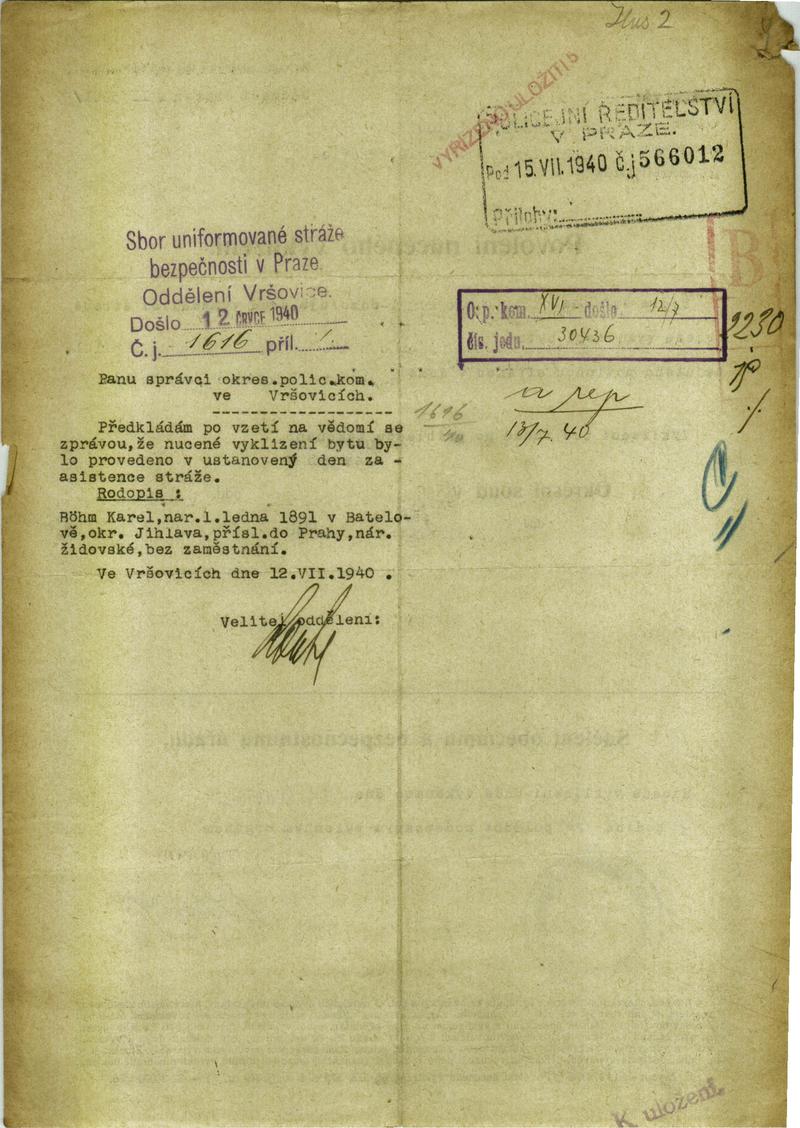 Hus 2
VYŘÍZENO ULOŽITI
POLICEJNÍ ŘEDITELSTVÍ
V PRAZE.
Pod 15.VII.1940 č.j 566012
Přílohy:
Sbor uniformované stráže
bezpečnosti v Praze
Oddělení Vršovice.
Došlo 12 ČRVCE 1940
Č. j. 1616 příl. 1
O. p. kom. XVI - došlo 12/7
čís. jedn. 30436
2230
Panu správci okres.polic.kom.
ve Vršovicích.
1616
a rep
13/7. 40
Předkládám po vzetí na vědomí se
zprávou,že nucené vyklizení bytu by-
lo provedeno v ustanovený den za -
asistence stráže.
Rodopis :
Böhm Karel,nar.1.ledna 1891 v Batelo-
vě,okr. Jihlava,přísl.do Prahy,nár.
židovské,bez zaměstnání.
Ve Vršovicích dne 12.VII.1940 .
Velitel oddělení:
K uložení.